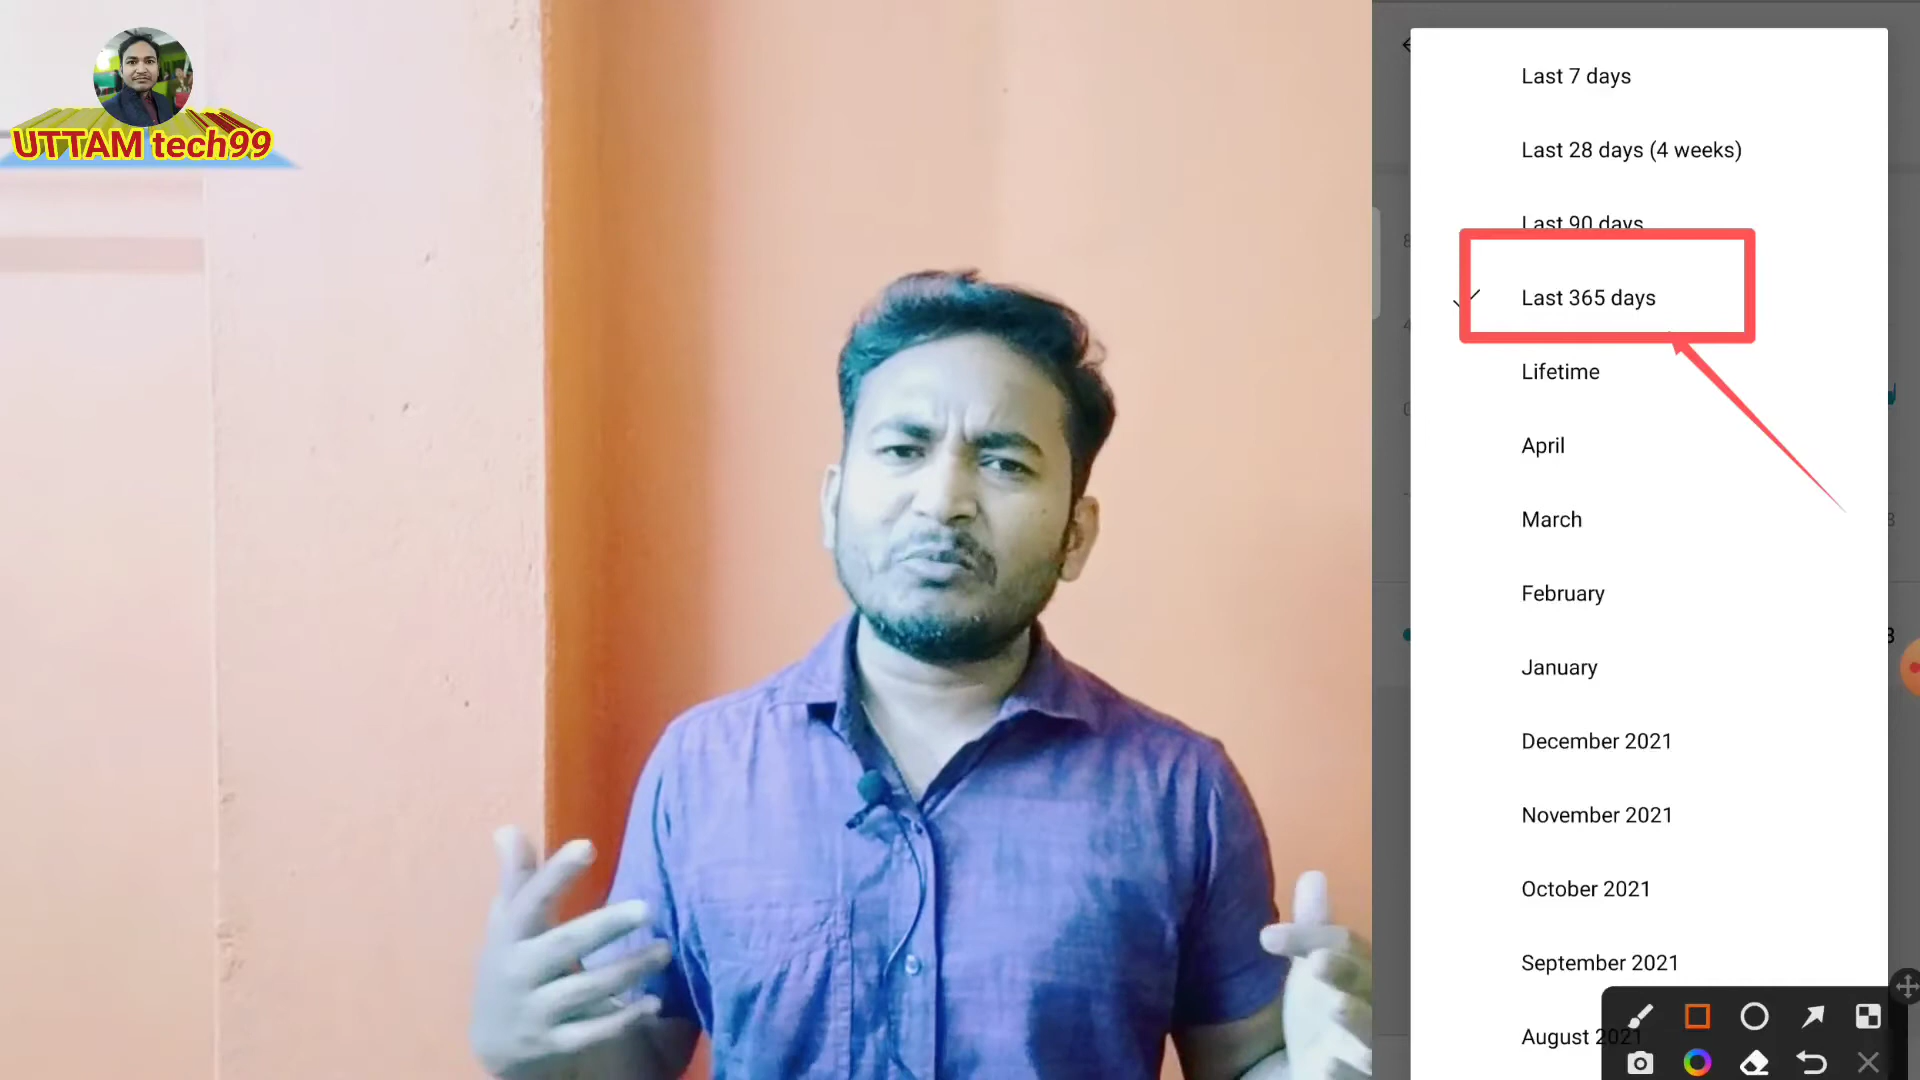 UTTAM tech99
Last 7 days
Last 28 days (4 weeks)
Last 90 days
Last 365 days
Lifetime
April
March
February
January
December 2021
November 2021
October 2021
September 2021
August 2021